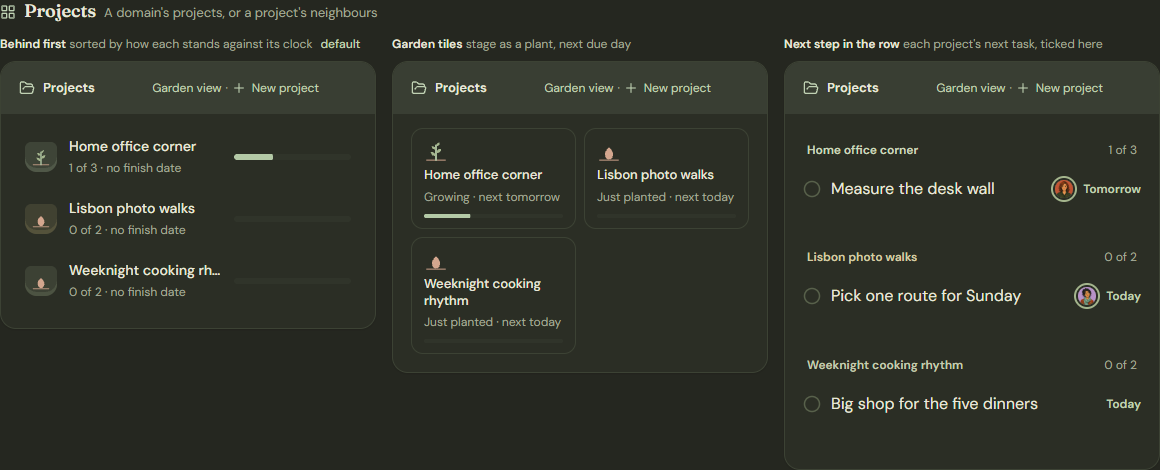 Projects A domain's projects, or a project's neighbours
Behind first sorted by how each stands against its clock default
Projects Garden view · + New project
Home office corner
1 of 3 · no finish date
Lisbon photo walks
0 of 2 · no finish date
Weeknight cooking rh...
0 of 2 · no finish date
Garden tiles stage as a plant, next due day
Projects Garden view · + New project
Home office corner
Growing · next tomorrow
Lisbon photo walks
Just planted · next today
Weeknight cooking
rhythm
Just planted · next today
Next step in the row each project's next task, ticked here
Projects Garden view · + New project
Home office corner 1 of 3
Measure the desk wall Tomorrow
Lisbon photo walks 0 of 2
Pick one route for Sunday Today
Weeknight cooking rhythm 0 of 2
Big shop for the five dinners Today